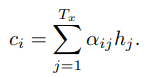 c_i = \sum_{j=1}^{T_x} \alpha_{ij} h_j.